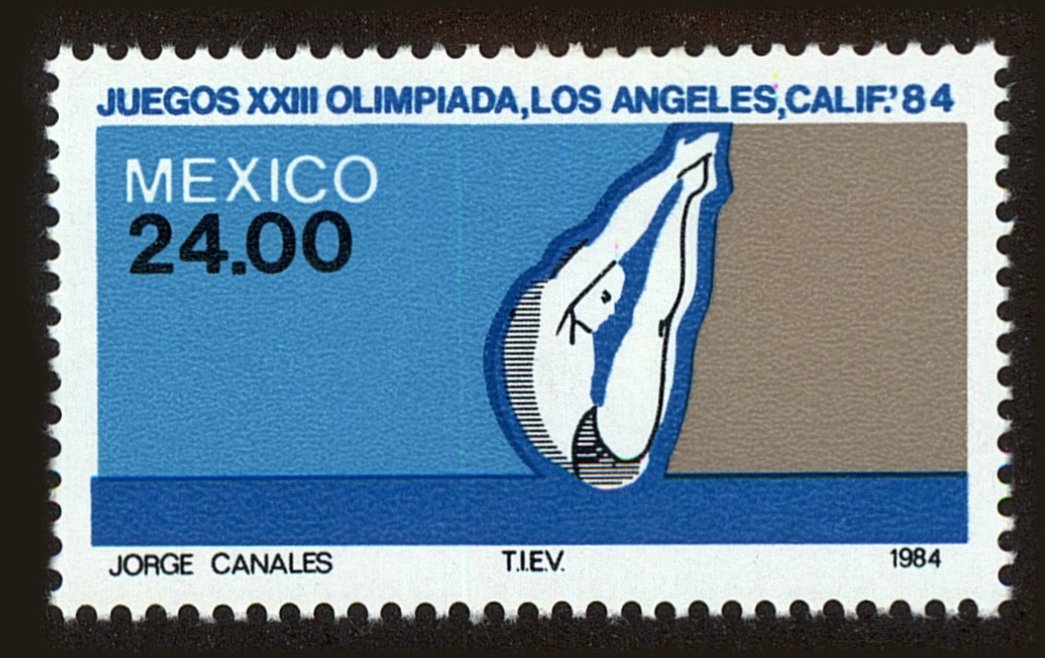 JUEGOS XXIII OLIMPIADA, LOS ANGELES, CALIF.'84
MEXICO
24.00
JORGE CANALES T.I.E.V. 1984